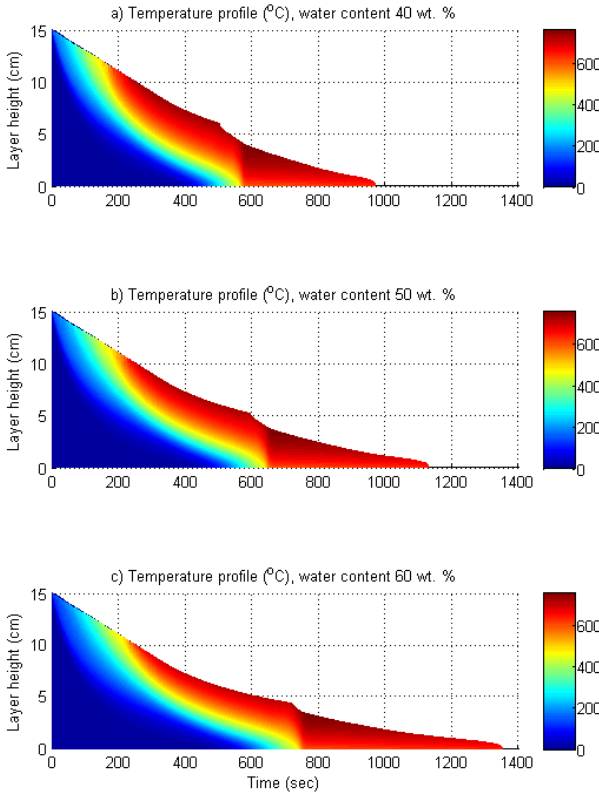 a) Temperature profile (°C), water content 40 wt. %
15
10
5
0
Layer height (cm)
0 200 400 600 800 1000 1200 1400
600
400
200
0
b) Temperature profile (°C), water content 50 wt. %
15
10
5
0
Layer height (cm)
0 200 400 600 800 1000 1200 1400
600
400
200
0
c) Temperature profile (°C), water content 60 wt. %
15
10
5
0
Layer height (cm)
0 200 400 600 800 1000 1200 1400
Time (sec)
600
400
200
0